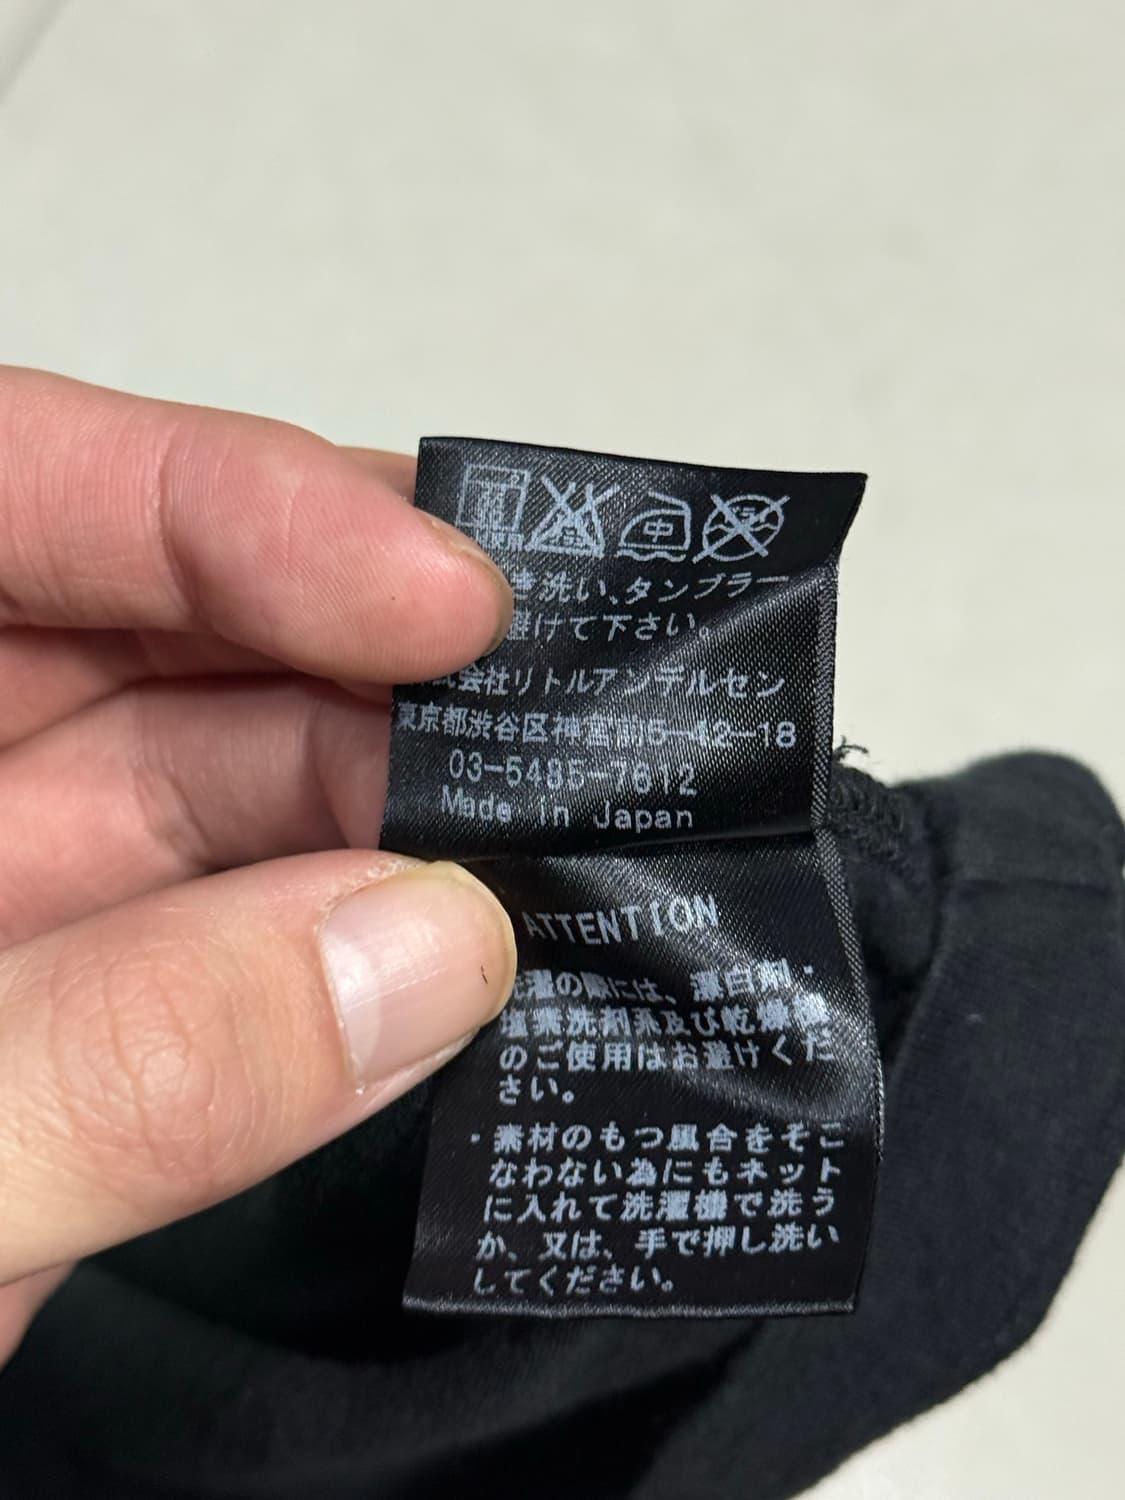 中
き洗い、タンブラー
避けて下さい。
式会社リトルアンデルセン
東京都渋谷区神宮前5-42-18
03-5485-7612
Made in Japan
ATTENTION
洗濯の際には、漂白剤・
塩素洗剤系及び乾燥機
のご使用はお避けくだ
さい。
・素材のもつ風合をそこ
なわない為にもネット
に入れて洗濯機で洗う
か、又は、手で押し洗い
してください。